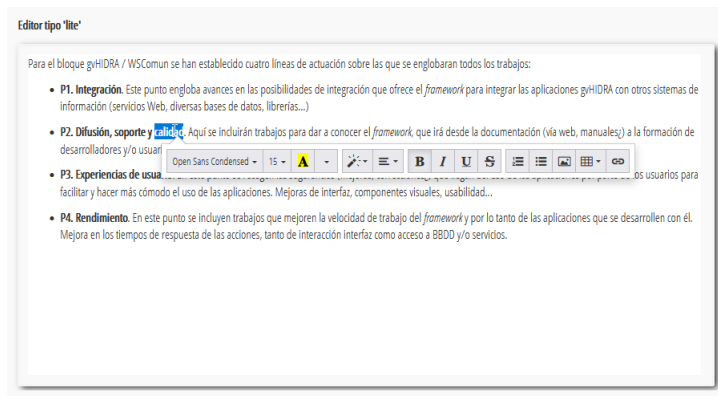 Editor tipo 'lite'
Para el bloque gvHIDRA / WSComun se han establecido cuatro líneas de actuación sobre las que se englobaran todos los trabajos:
P1. Integración. Este punto engloba avances en las posibilidades de integración que ofrece el framework para integrar las aplicaciones gvHIDRA con otros sistemas de
información (servicios Web, diversas bases de datos, librerías...)
P2. Difusión, soporte y calidad. Aquí se incluirán trabajos para dar a conocer el framework, que irá desde la documentación (vía web, manuales¿) a la formación de
desarrolladores y/o usuar
Open Sans Condensed 15 A B I U S
P3. Experiencias de usua los usuarios para
facilitar y hacer más cómodo el uso de las aplicaciones. Mejoras de interfaz, componentes visuales, usabilidad...
P4. Rendimiento. En este punto se incluyen trabajos que mejoren la velocidad de trabajo del framework y por lo tanto de las aplicaciones que se desarrollen con él.
Mejora en los tiempos de respuesta de las acciones, tanto de interacción interfaz como acceso a BBDD y/o servicios.